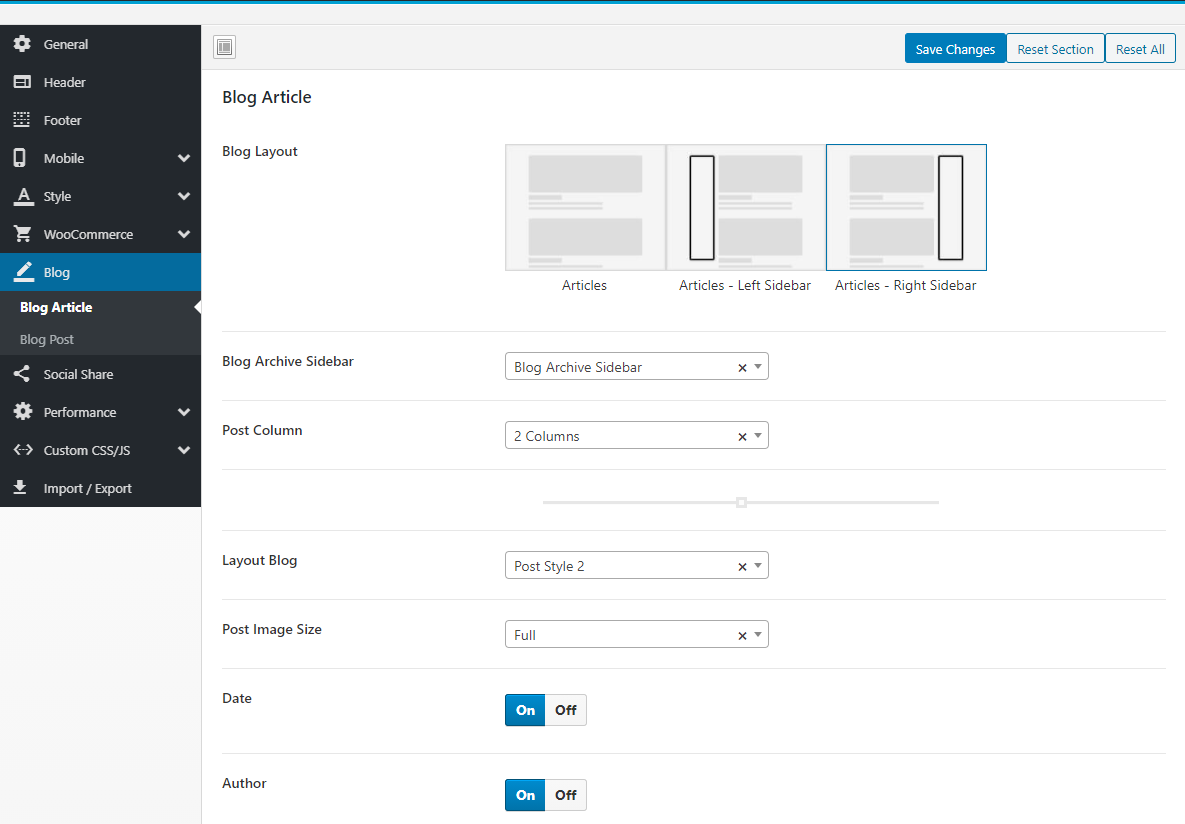 General
Header
Footer
Mobile
Style
WooCommerce
Blog
Blog Article
Blog Post
Social Share
Performance
Custom CSS/JS
Import / Export
Save Changes
Reset Section
Reset All
Blog Article
Blog Layout
Articles
Articles - Left Sidebar
Articles - Right Sidebar
Blog Archive Sidebar
Blog Archive Sidebar
Post Column
2 Columns
Layout Blog
Post Style 2
Post Image Size
Full
Date
On Off
Author
On Off